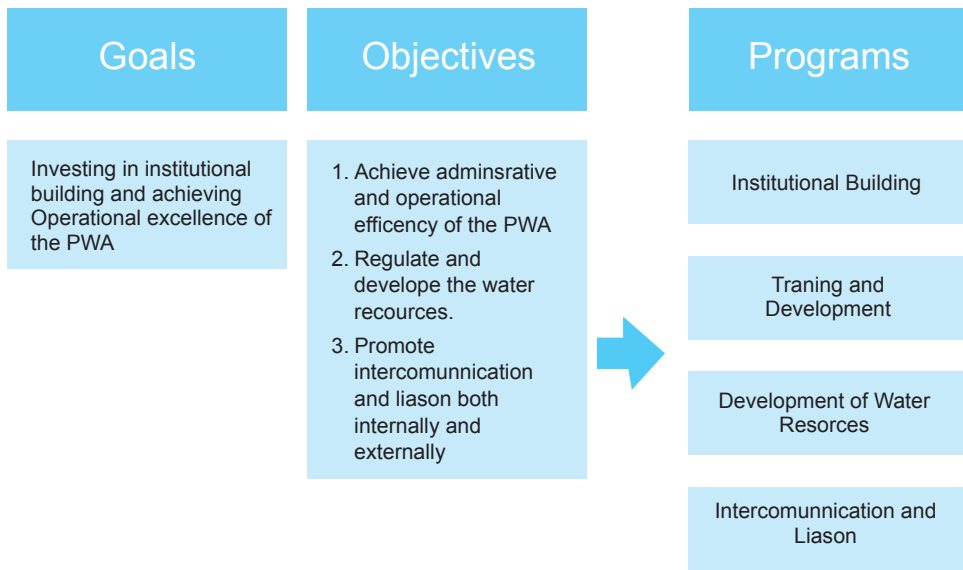 Goals
Investing in institutional
building and achieving
Operational excellence of
the PWA
Objectives
1. Achieve adminsrative
and operational
efficency of the PWA
2. Regulate and
develope the water
recources.
3. Promote
intercomunnication
and liason both
internally and
externally
Programs
Institutional Building
Traning and
Development
Development of Water
Resorces
Intercomunnication and
Liason